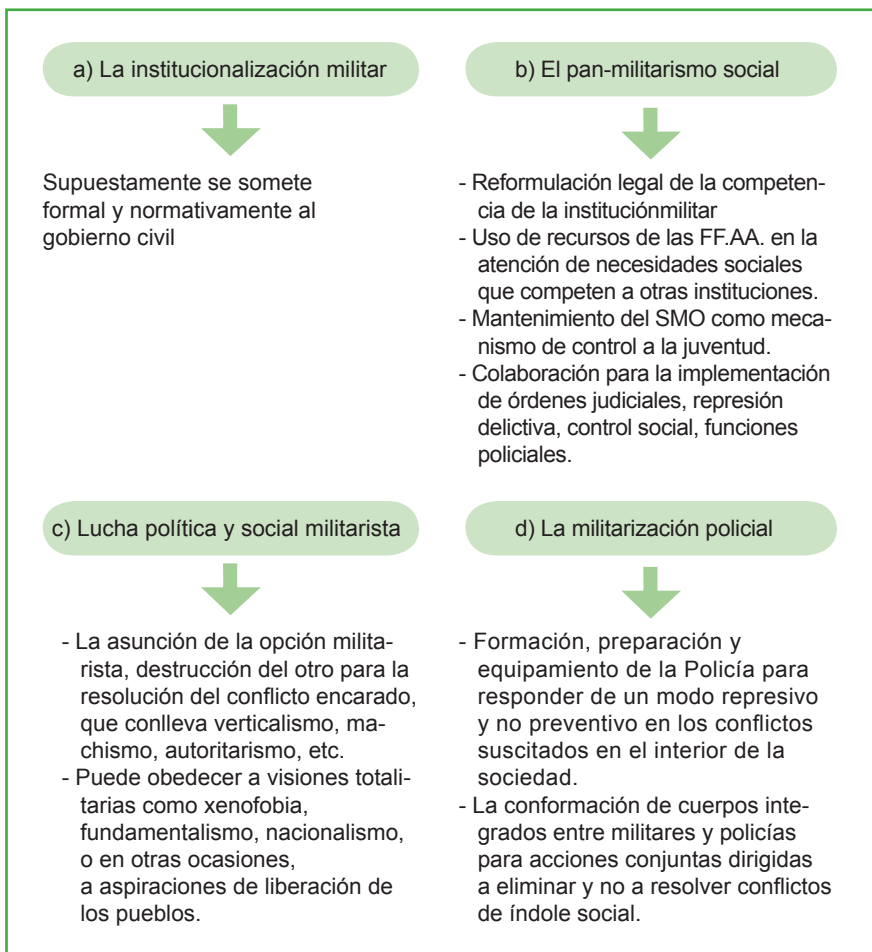 a) La institucionalización militar
Supuestamente se somete
formal y normativamente al
gobierno civil
b) El pan-militarismo social
- Reformulación legal de la competen-
cia de la instituciónmilitar
- Uso de recursos de las FF.AA. en la
atención de necesidades sociales
que competen a otras instituciones.
- Mantenimiento del SMO como meca-
nismo de control a la juventud.
- Colaboración para la implementación
de órdenes judiciales, represión
delictiva, control social, funciones
policiales.
c) Lucha política y social militarista
- La asunción de la opción milita-
rista, destrucción del otro para la
resolución del conflicto encarado,
que conlleva verticalismo, ma-
chismo, autoritarismo, etc.
- Puede obedecer a visiones totali-
tarias como xenofobia,
fundamentalismo, nacionalismo,
o en otras ocasiones,
a aspiraciones de liberación de
los pueblos.
d) La militarización policial
- Formación, preparación y
equipamiento de la Policía para
responder de un modo represivo
y no preventivo en los conflictos
suscitados en el interior de la
sociedad.
- La conformación de cuerpos inte-
grados entre militares y policías
para acciones conjuntas dirigidas
a eliminar y no a resolver conflictos
de índole social.